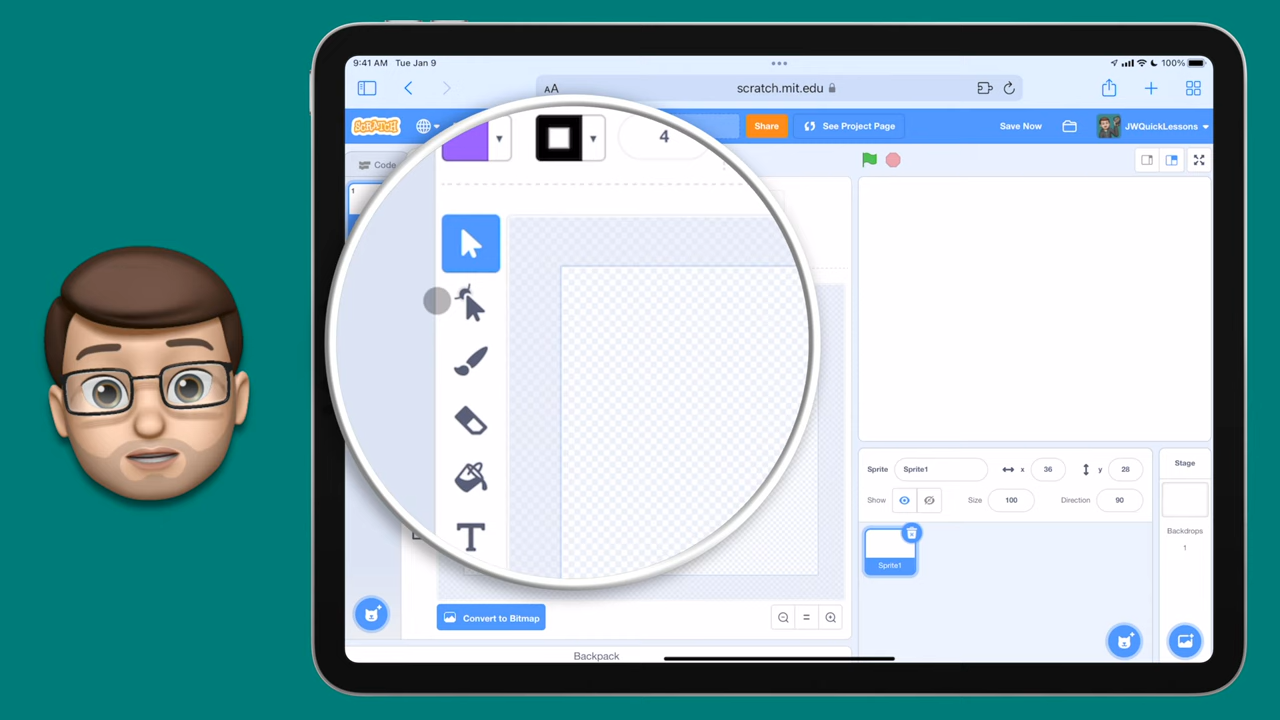 9:41 AM Tue Jan 9
100%
AA
scratch.mit.edu
SCRATCH
Share
See Project Page
Save Now
JWQuickLessons
Code
4
1
T
Sprite
Sprite1
x
36
y
28
Show
Size
100
Direction
90
Stage
Backdrops
1
Sprite1
Convert to Bitmap
Backpack